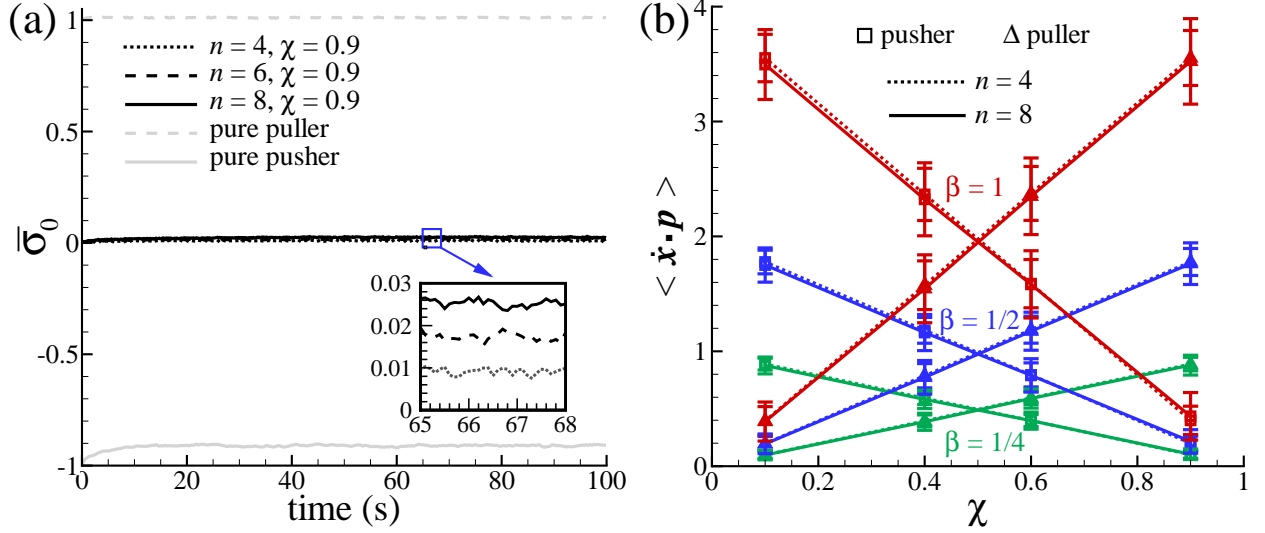 (a)
1
0.5
0
-0.5
-1
σ̅₀
n = 4, χ = 0.9
n = 6, χ = 0.9
n = 8, χ = 0.9
pure puller
pure pusher
0.03
0.02
0.01
0
65 66 67 68
0 20 40 60 80 100
time (s)
(b)
4
3
2
1
0
< ẋ · p >
pusher Δ puller
n = 4
n = 8
β = 1
β = 1/2
β = 1/4
0 0.2 0.4 0.6 0.8 1
χ